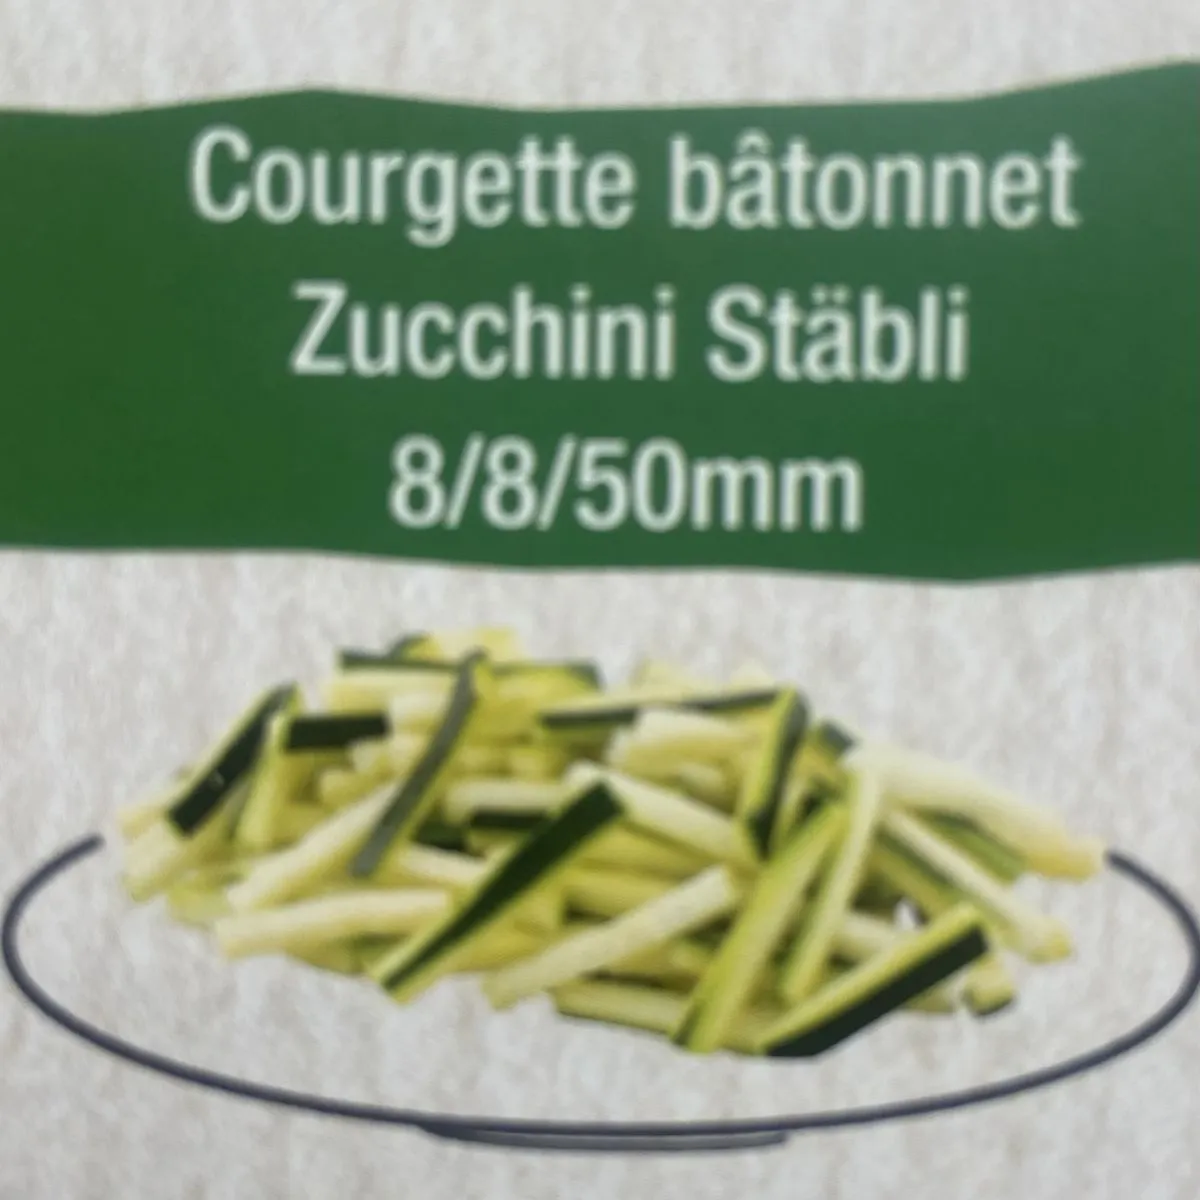 Courgette bâtonnet
Zucchini Stäbli
8/8/50mm